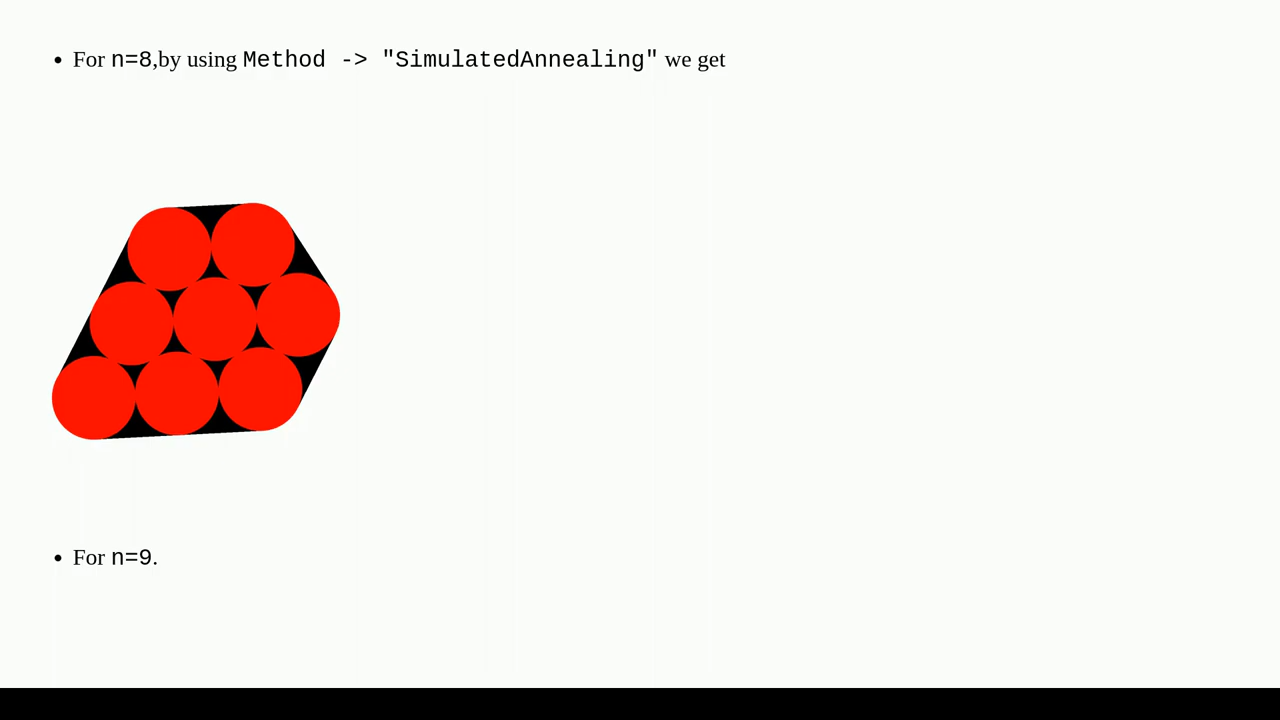 • For n=8,by using Method -> "SimulatedAnnealing" we get
• For n=9.